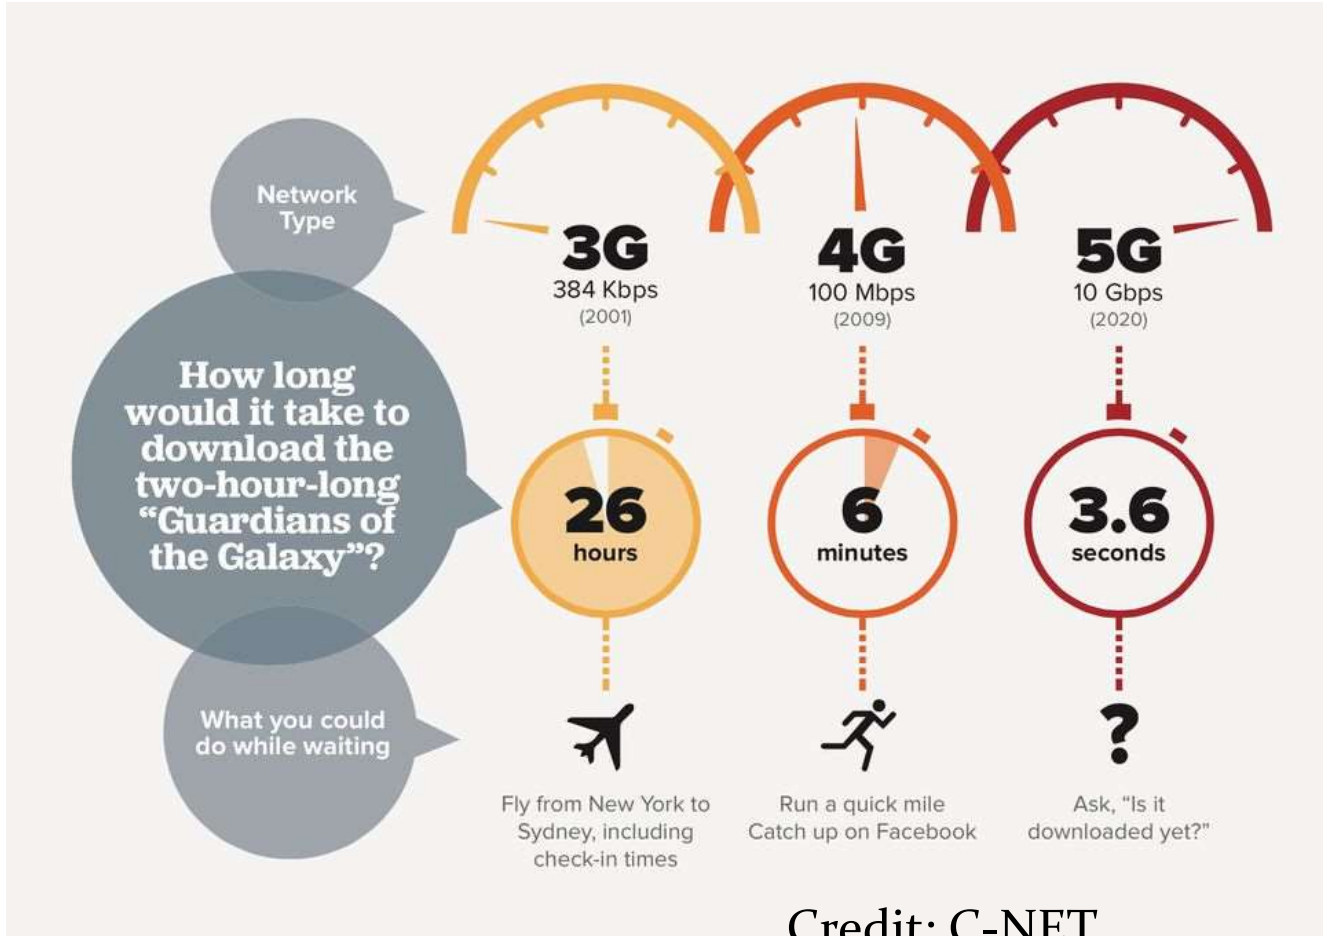 Network
Type
3G
384 Kbps
(2001)
4G
100 Mbps
(2009)
5G
10 Gbps
(2020)
How long
would it take to
download the
two-hour-long
“Guardians of
the Galaxy”?
26
hours
6
minutes
3.6
seconds
What you could
do while waiting
?
Fly from New York to
Sydney, including
check-in times
Run a quick mile
Catch up on Facebook
Ask, “Is it
downloaded yet?”
Credit: C-NET